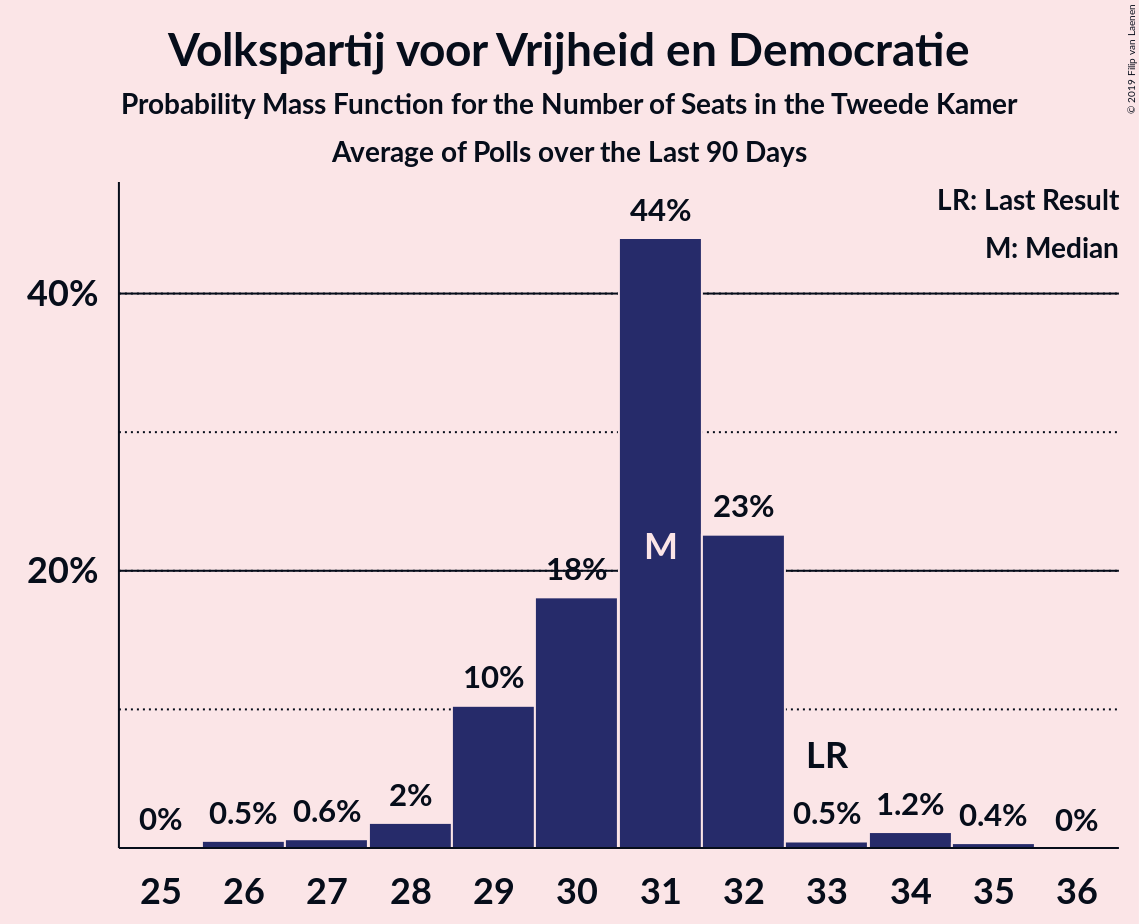 © 2019 Filip van Laenen
Volkspartij voor Vrijheid en Democratie
Probability Mass Function for the Number of Seats in the Tweede Kamer
Average of Polls over the Last 90 Days
LR: Last Result
M: Median
40%
20%
0% 0.5% 0.6% 2% 10% 18% 44% 23% 0.5% 1.2% 0.4% 0%
M
LR
25 26 27 28 29 30 31 32 33 34 35 36